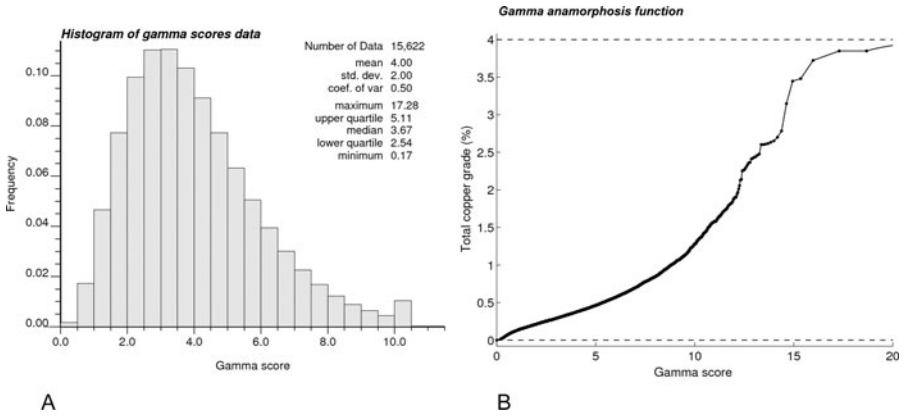 Histogram of gamma scores data
Number of Data 15,622
mean 4.00
std. dev. 2.00
coef. of var 0.50
maximum 17.28
upper quartile 5.11
median 3.67
lower quartile 2.54
minimum 0.17
Frequency
0.10
0.08
0.06
0.04
0.02
0.00
0.0 2.0 4.0 6.0 8.0 10.0
Gamma score
A
Gamma anamorphosis function
Total copper grade (%)
4
3.5
3
2.5
2
1.5
1
0.5
0
0 5 10 15 20
Gamma score
B